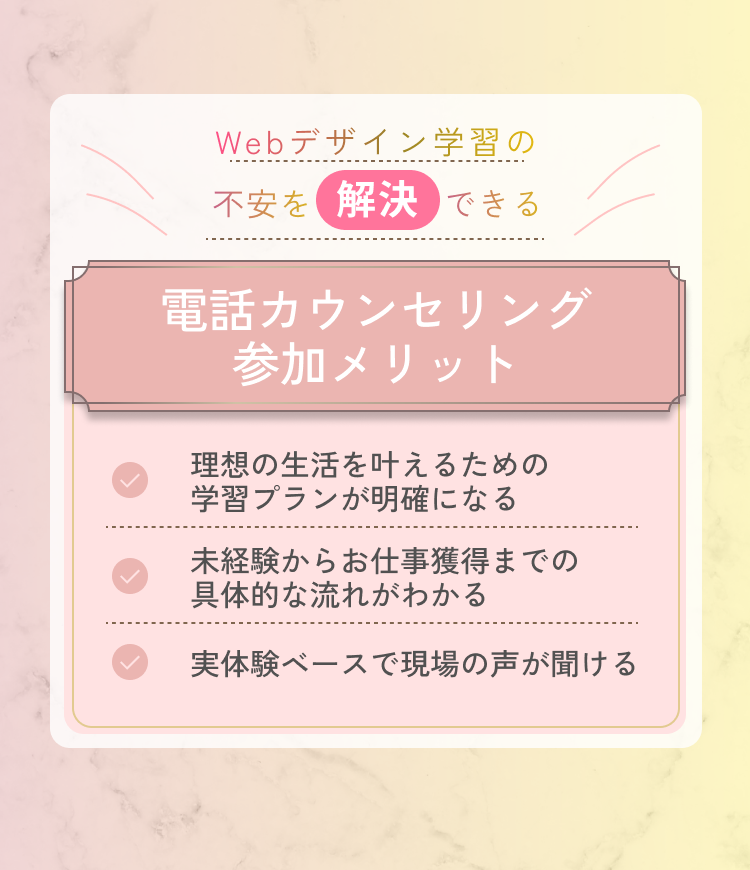 Webデザイン学習の
不安を解決できる
電話カウンセリング
参加メリット
理想の生活を叶えるための
学習プランが明確になる
未経験からお仕事獲得までの
具体的な流れがわかる
実体験ベースで現場の声が聞ける